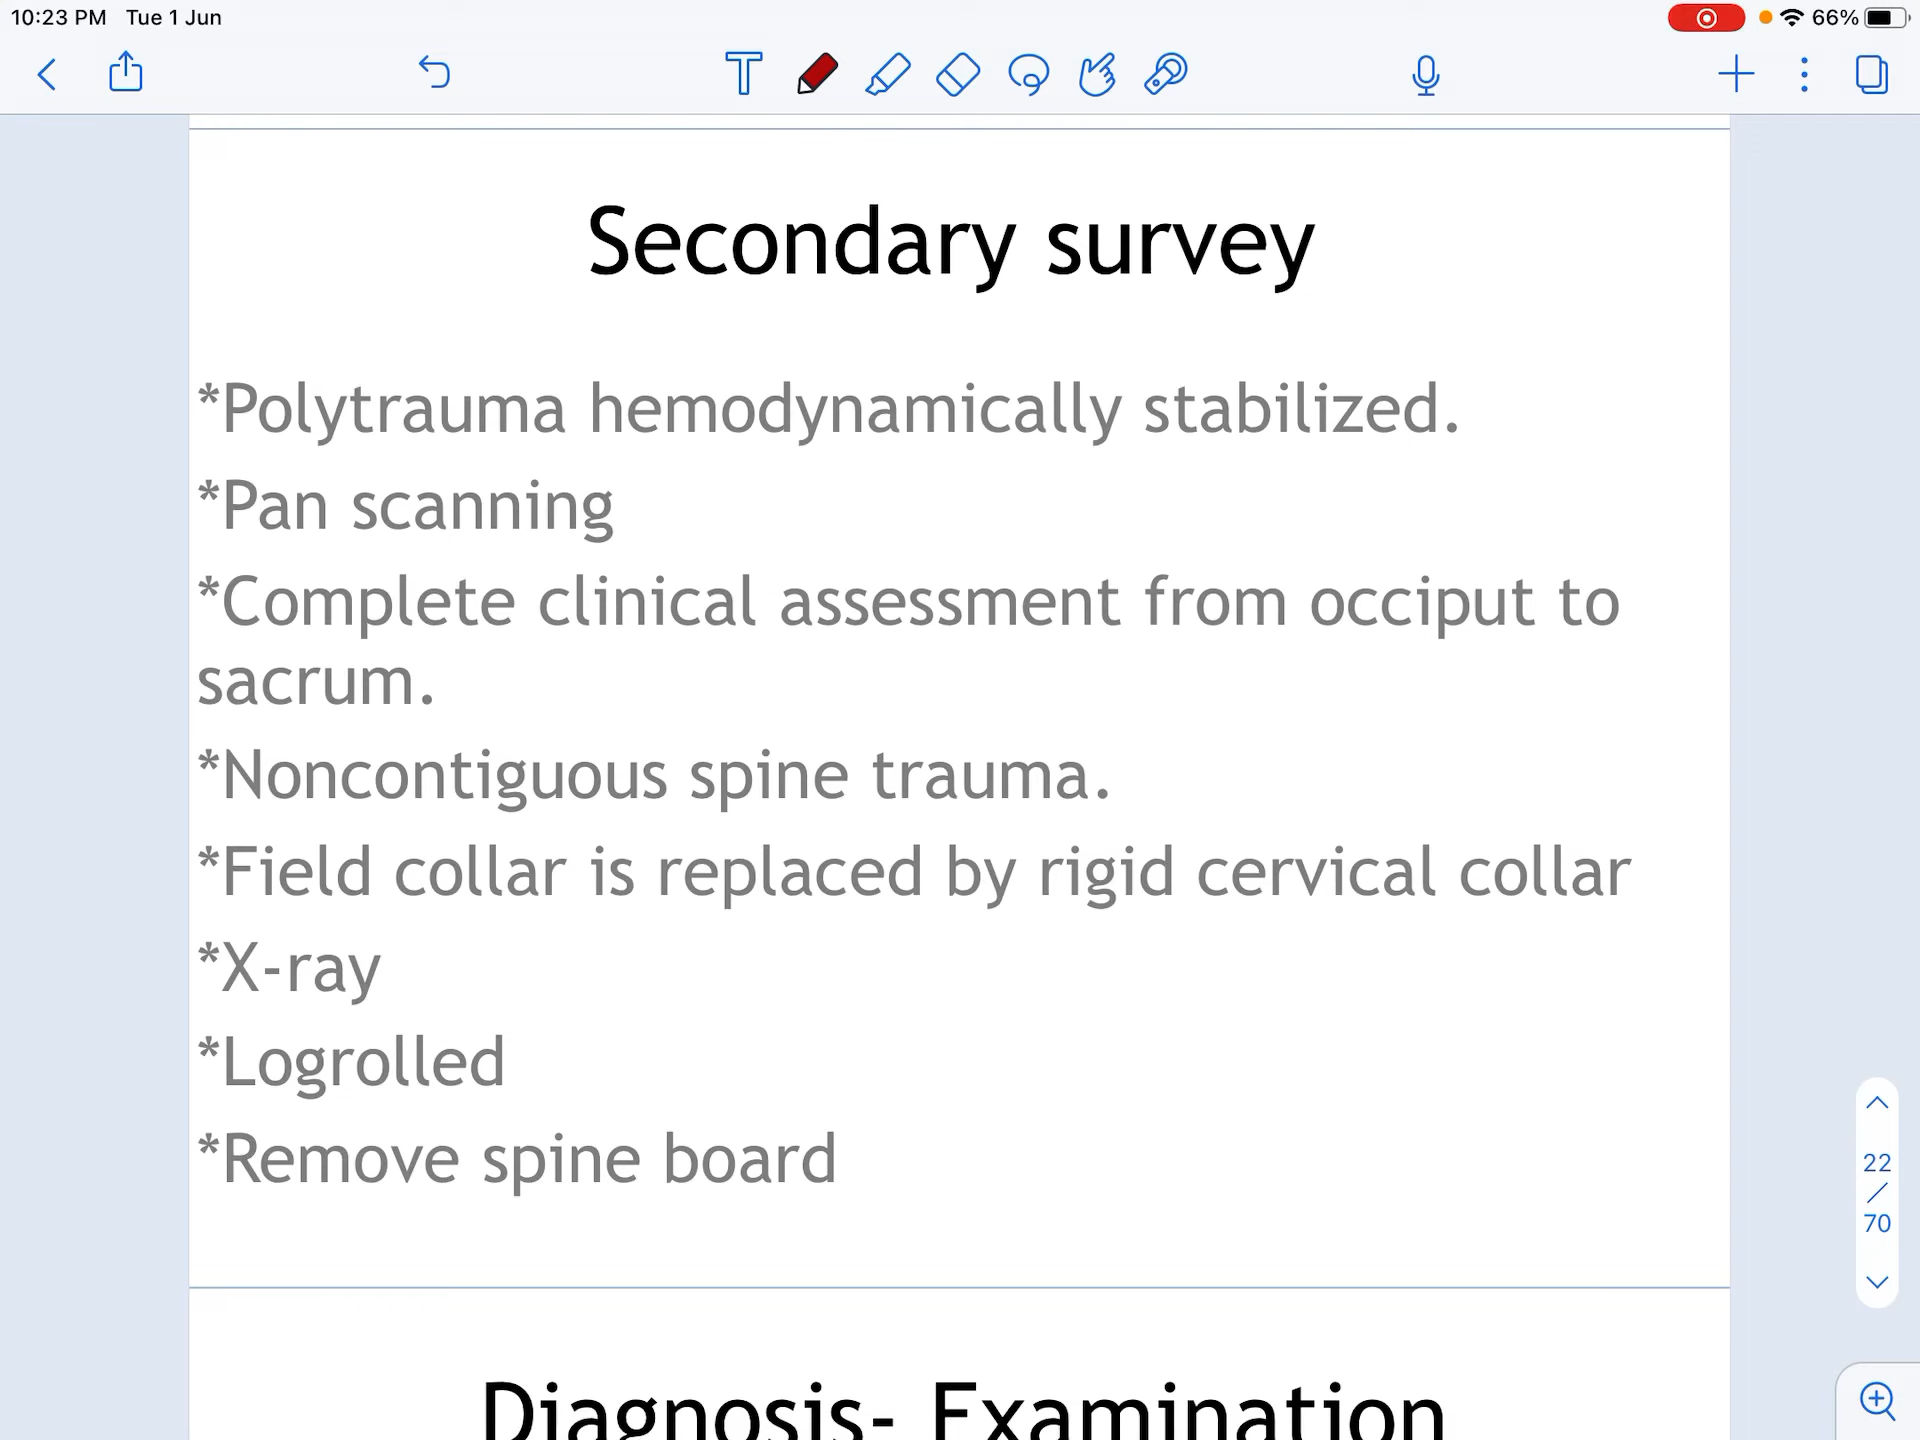 10:23 PM Tue 1 Jun
66%
Secondary survey
*Polytrauma hemodynamically stabilized.
*Pan scanning
*Complete clinical assessment from occiput to
sacrum.
*Noncontiguous spine trauma.
*Field collar is replaced by rigid cervical collar
*X-ray
*Logrolled
*Remove spine board
22
/
70
Diagnosis- Examination